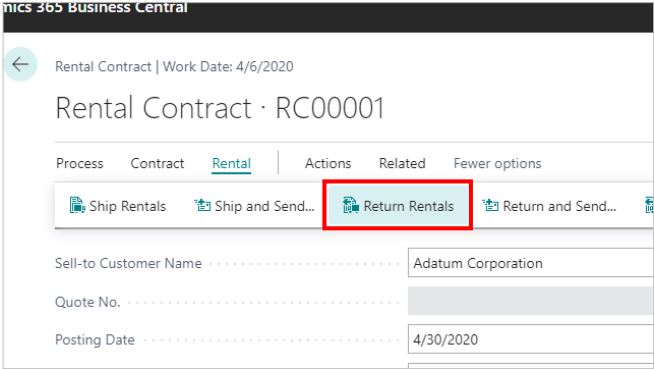 mics 365 Business Central
Rental Contract | Work Date: 4/6/2020
Rental Contract · RC00001
Process Contract Rental Actions Related Fewer options
Ship Rentals Ship and Send... Return Rentals Return and Send...
Sell-to Customer Name Adatum Corporation
Quote No.
Posting Date 4/30/2020